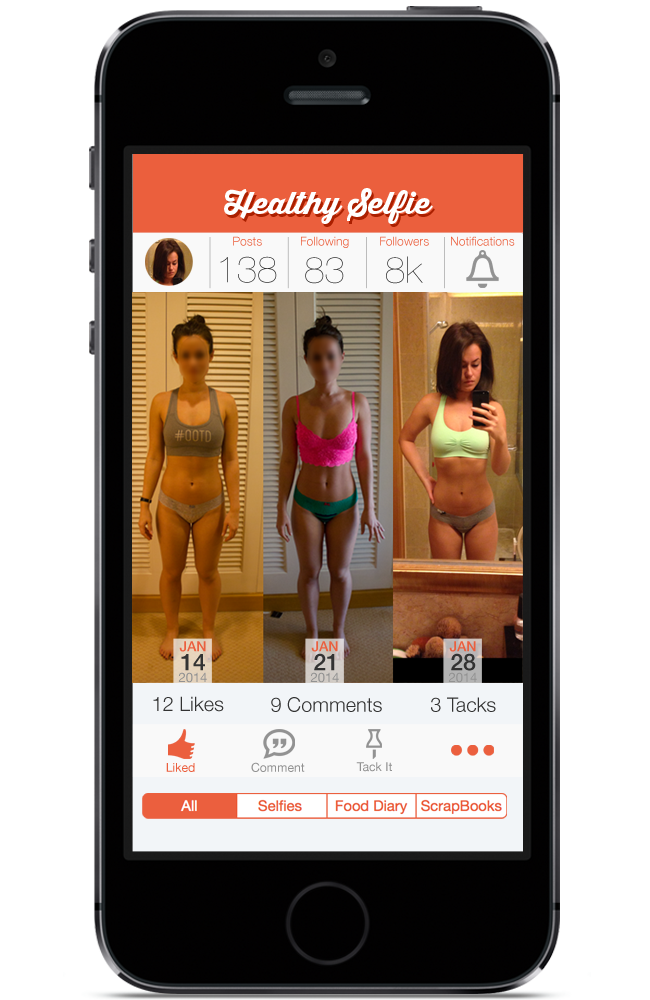 Healthy Selfie
Posts Following Followers Notifications
138 83 8k
#OOTD
JAN JAN JAN
14 21 28
2014 2014 2014
12 Likes 9 Comments 3 Tacks
Liked Comment Tack It
All Selfies Food Diary ScrapBooks